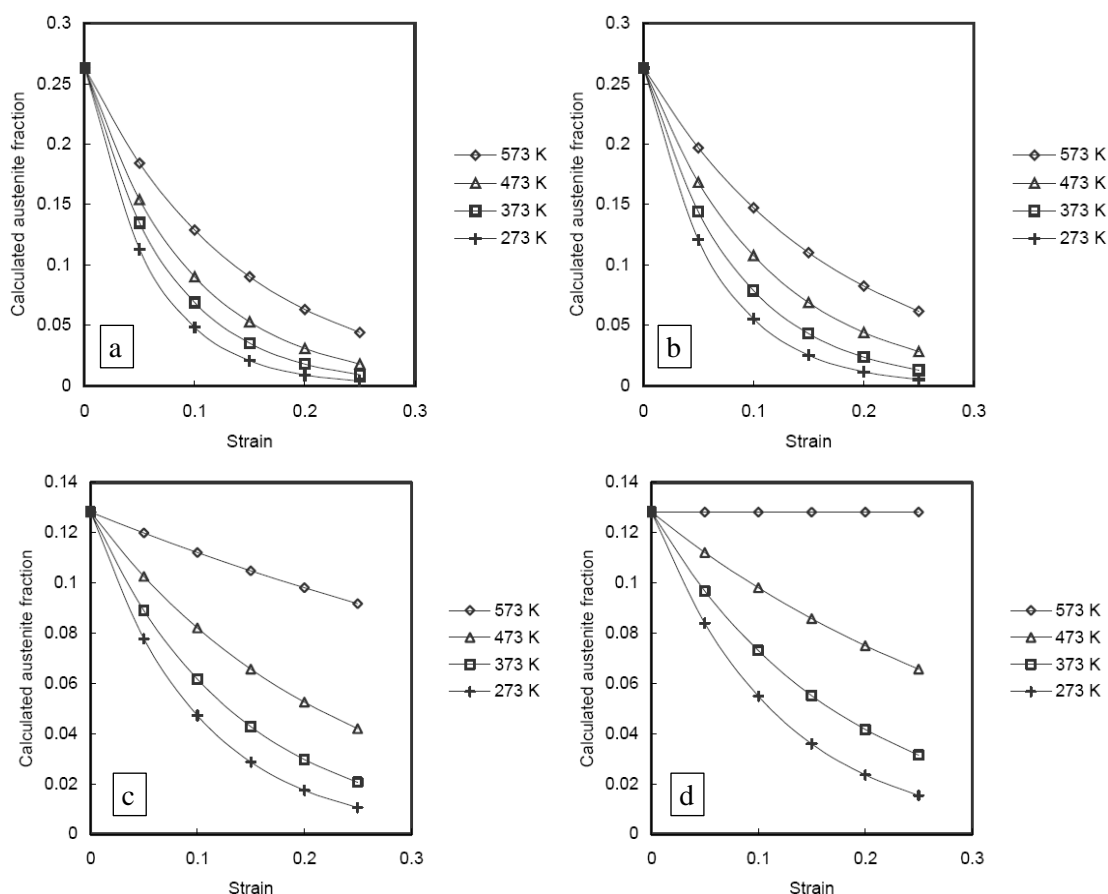 0.3
0.25
0.2
0.15
0.1
0.05
0
Calculated austenite fraction
a
0 0.1 0.2 0.3
Strain
573 K
473 K
373 K
273 K
0.3
0.25
0.2
0.15
0.1
0.05
0
Calculated austenite fraction
b
0 0.1 0.2 0.3
Strain
573 K
473 K
373 K
273 K
0.14
0.12
0.1
0.08
0.06
0.04
0.02
0
Calculated austenite fraction
c
0 0.1 0.2 0.3
Strain
573 K
473 K
373 K
273 K
0.14
0.12
0.1
0.08
0.06
0.04
0.02
0
Calculated austenite fraction
d
0 0.1 0.2 0.3
Strain
573 K
473 K
373 K
273 K